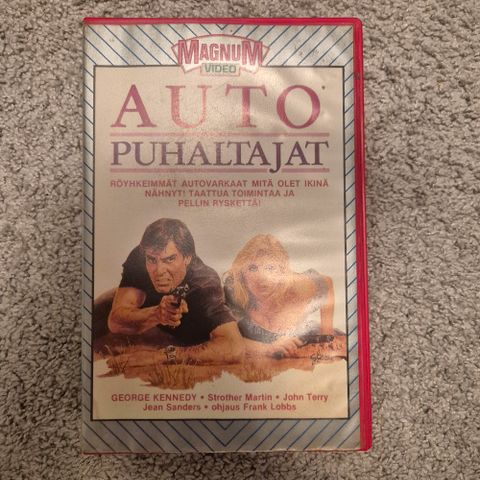 MAGNUM
VIDEO
AUTO
PUHALTAJAT
RÖYHKEIMMÄT AUTOVARKAAT MITÄ OLET IKINÄ
NÄHNYT! TAATTUA TOIMINTAA JA
PELLIN RYSKETTÄ!
GEORGE KENNEDY • Strother Martin • John Terry
Jean Sanders • ohjaus Frank Lobbs